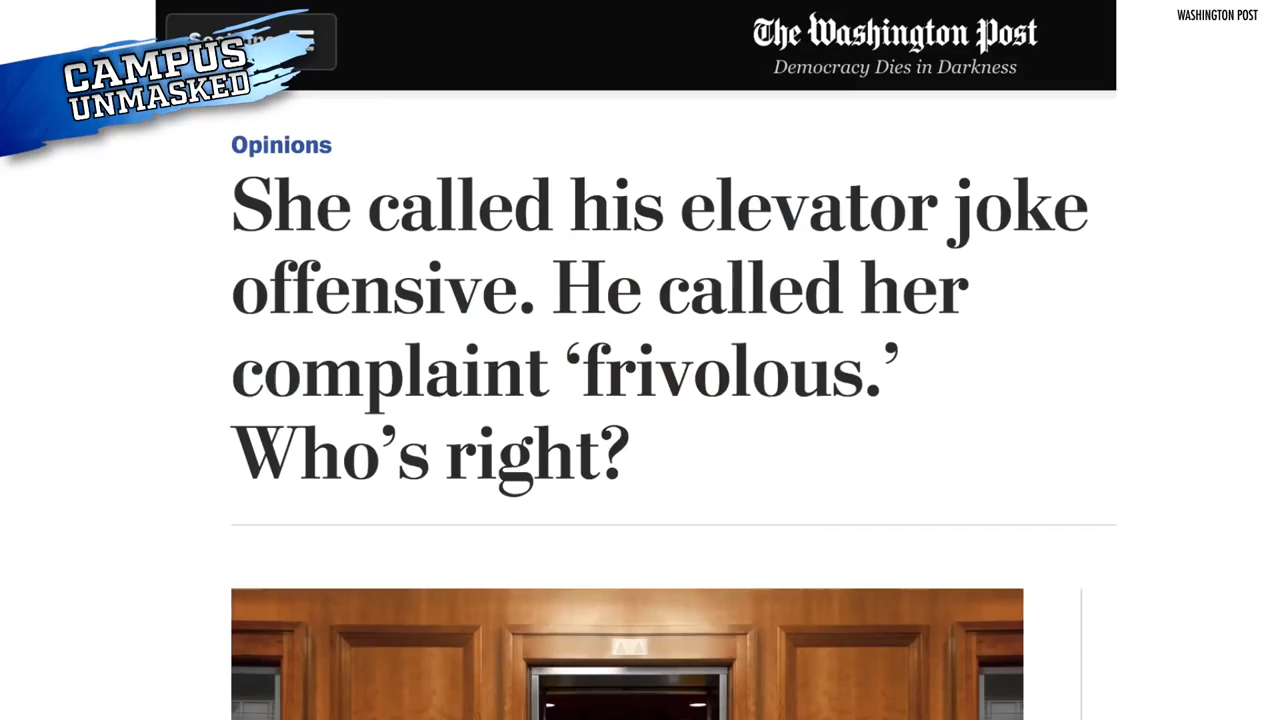 WASHINGTON POST
CAMPUS
UNMASKED
The Washington Post
Democracy Dies in Darkness
Opinions
She called his elevator joke
offensive. He called her
complaint ‘frivolous.’
Who’s right?